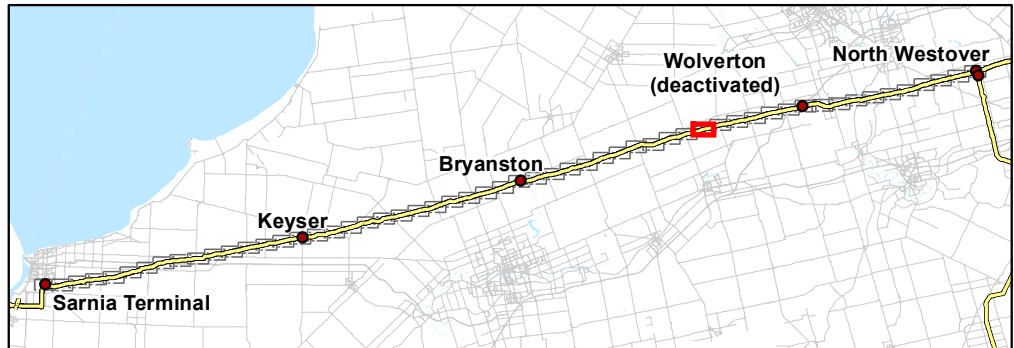 North Westover
Wolverton
(deactivated)
Bryanston
Keyser
Sarnia Terminal